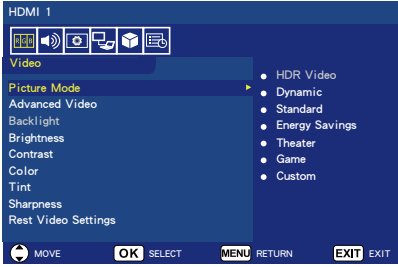 HDMI 1
RGB
Video
Picture Mode
Advanced Video
Backlight
Brightness
Contrast
Color
Tint
Sharpness
Rest Video Settings
HDR Video
Dynamic
Standard
Energy Savings
Theater
Game
Custom
MOVE OK SELECT MENU RETURN EXIT EXIT